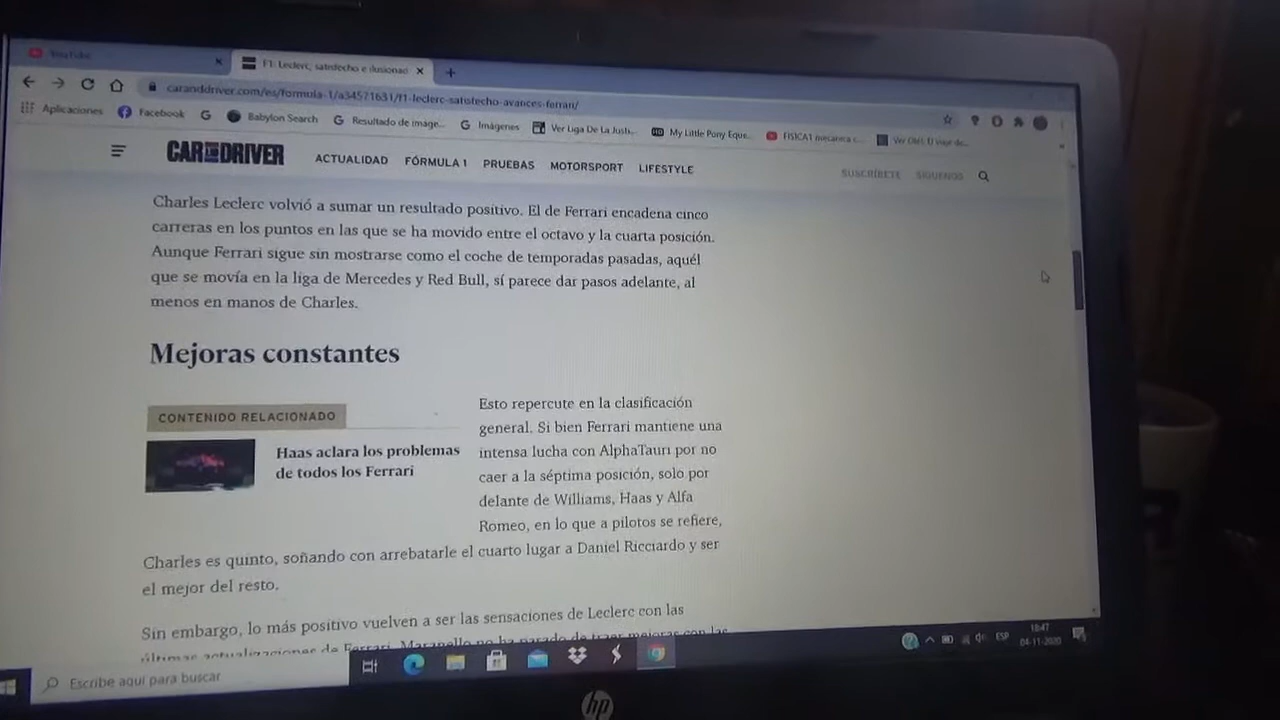 YouTube
F1: Leclerc, satisfecho e ilusionad
caranddriver.com/es/formula-1/a34571631/f1-leclerc-satisfecho-avances-ferrari/
Aplicaciones Facebook Babylon Search Resultado de image... Imágenes Ver Liga De La Justi... My Little Pony Eque... FISICA1 mecanica c...
CAR AND DRIVER ACTUALIDAD FÓRMULA 1 PRUEBAS MOTORSPORT LIFESTYLE SUSCRÍBETE SÍGUENOS
Charles Leclerc volvió a sumar un resultado positivo. El de Ferrari encadena cinco
carreras en los puntos en las que se ha movido entre el octavo y la cuarta posición.
Aunque Ferrari sigue sin mostrarse como el coche de temporadas pasadas, aquél
que se movía en la liga de Mercedes y Red Bull, sí parece dar pasos adelante, al
menos en manos de Charles.
Mejoras constantes
CONTENIDO RELACIONADO
Haas aclara los problemas
de todos los Ferrari
Esto repercute en la clasificación
general. Si bien Ferrari mantiene una
intensa lucha con AlphaTauri por no
caer a la séptima posición, solo por
delante de Williams, Haas y Alfa
Romeo, en lo que a pilotos se refiere,
Charles es quinto, soñando con arrebatarle el cuarto lugar a Daniel Ricciardo y ser
el mejor del resto.
Sin embargo, lo más positivo vuelven a ser las sensaciones de Leclerc con las
últimas actualizaciones de Ferrari. Maranello no ha parado de traer mejoras con las
Escribe aquí para buscar
ESP
18:47
04-11-2020
hp